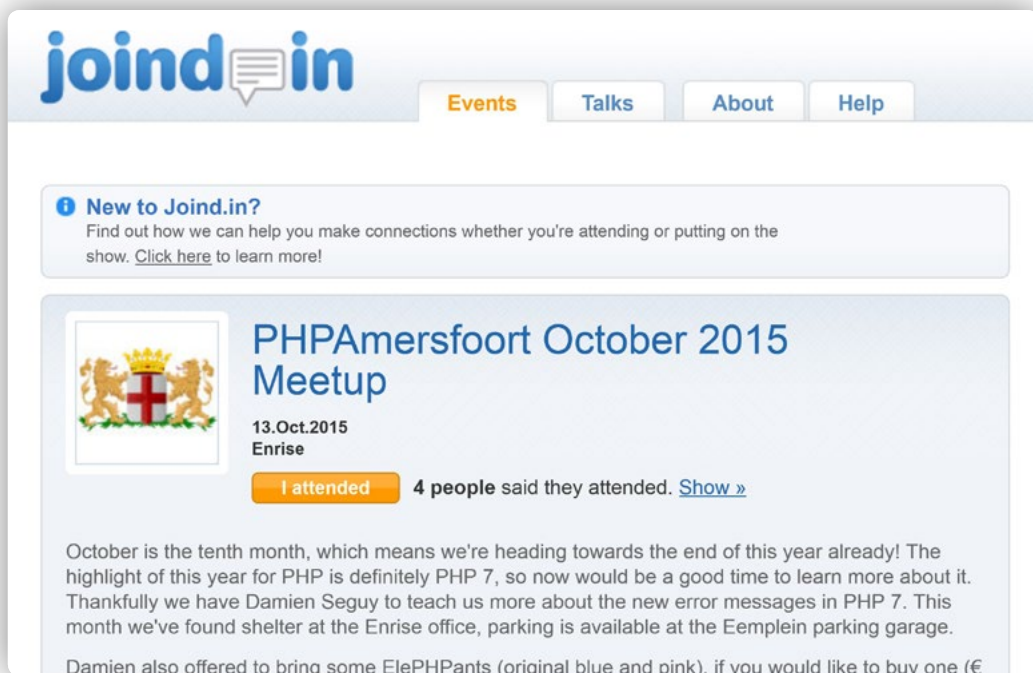 joind in
Events Talks About Help
New to Joind.in?
Find out how we can help you make connections whether you're attending or putting on the
show. Click here to learn more!
PHPAmersfoort October 2015
Meetup
13.Oct.2015
Enrise
I attended 4 people said they attended. Show »
October is the tenth month, which means we're heading towards the end of this year already! The
highlight of this year for PHP is definitely PHP 7, so now would be a good time to learn more about it.
Thankfully we have Damien Seguy to teach us more about the new error messages in PHP 7. This
month we've found shelter at the Enrise office, parking is available at the Eemplein parking garage.
Damien also offered to bring some ElePHPants (original blue and pink), if you would like to buy one (€